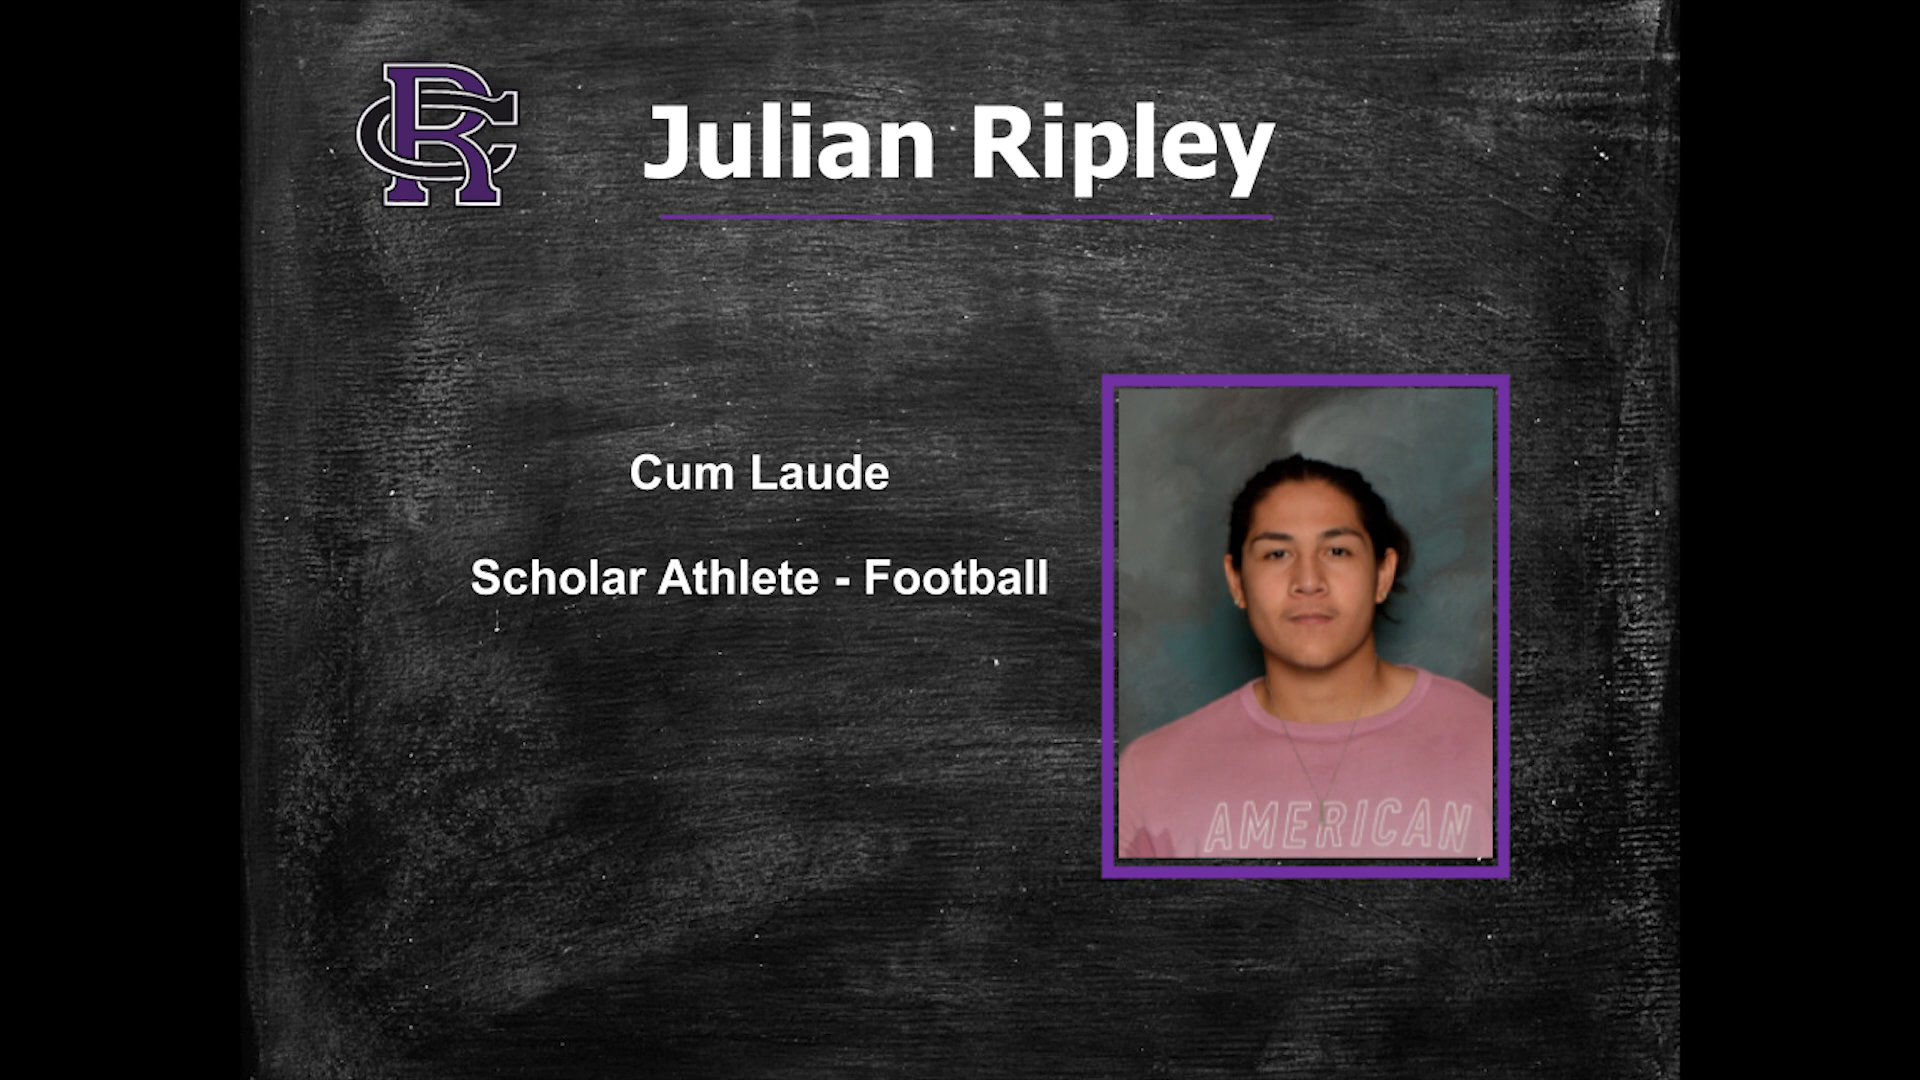 RC
Julian Ripley
Cum Laude
Scholar Athlete - Football
AMERICAN